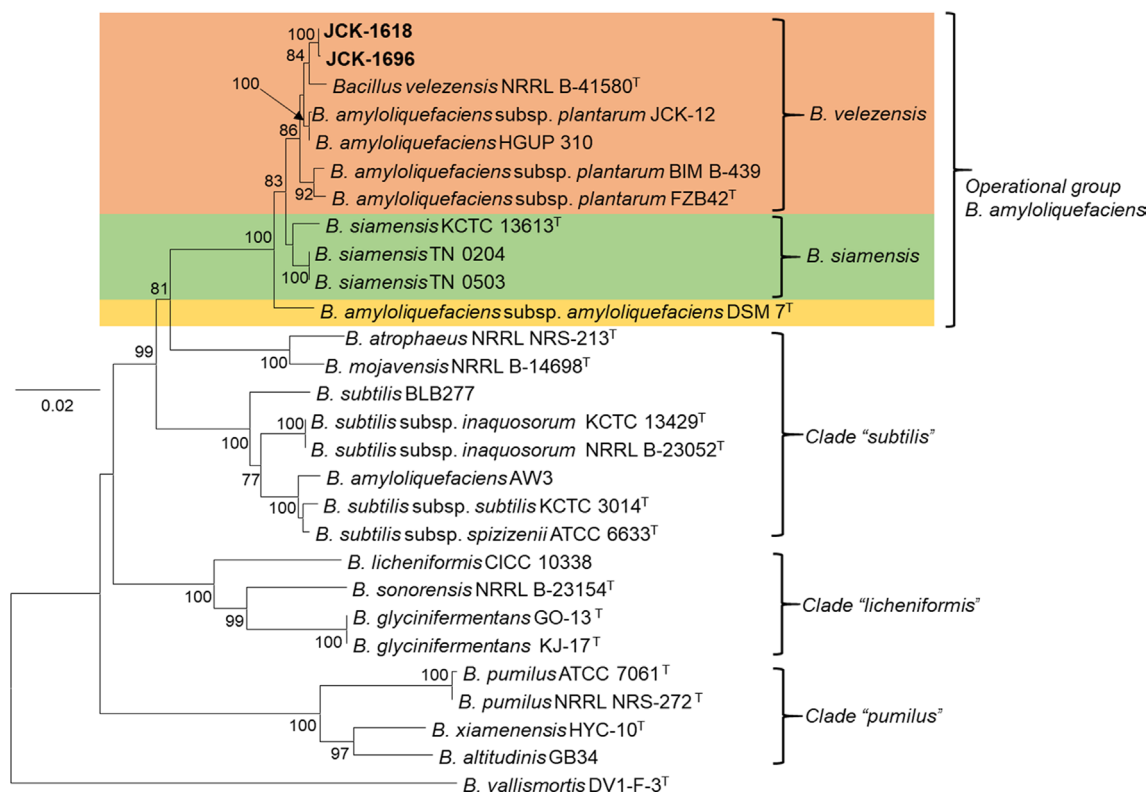 100
JCK-1618
84
JCK-1696
100
Bacillus velezensis NRRL B-41580ᵀ
B. amyloliquefaciens subsp. plantarum JCK-12
B. velezensis
86
B. amyloliquefaciens HGUP 310
B. amyloliquefaciens subsp. plantarum BIM B-439
83
92
B. amyloliquefaciens subsp. plantarum FZB42ᵀ
Operational group
B. amyloliquefaciens
B. siamensis KCTC 13613ᵀ
100
B. siamensis TN 0204
B. siamensis
100
B. siamensis TN 0503
81
B. amyloliquefaciens subsp. amyloliquefaciens DSM 7ᵀ
B. atrophaeus NRRL NRS-213ᵀ
99
100
B. mojavensis NRRL B-14698ᵀ
0.02
B. subtilis BLB277
100
B. subtilis subsp. inaquosorum KCTC 13429ᵀ
100
Clade "subtilis"
B. subtilis subsp. inaquosorum NRRL B-23052ᵀ
77
B. amyloliquefaciens AW3
100
B. subtilis subsp. subtilis KCTC 3014ᵀ
B. subtilis subsp. spizizenii ATCC 6633ᵀ
B. licheniformis CICC 10338
100
B. sonorensis NRRL B-23154ᵀ
Clade "licheniformis"
99
B. glycinifermentans GO-13ᵀ
100
B. glycinifermentans KJ-17ᵀ
100
B. pumilus ATCC 7061ᵀ
B. pumilus NRRL NRS-272ᵀ
100
Clade "pumilus"
B. xiamenensis HYC-10ᵀ
97
B. altitudinis GB34
B. vallismortis DV1-F-3ᵀ